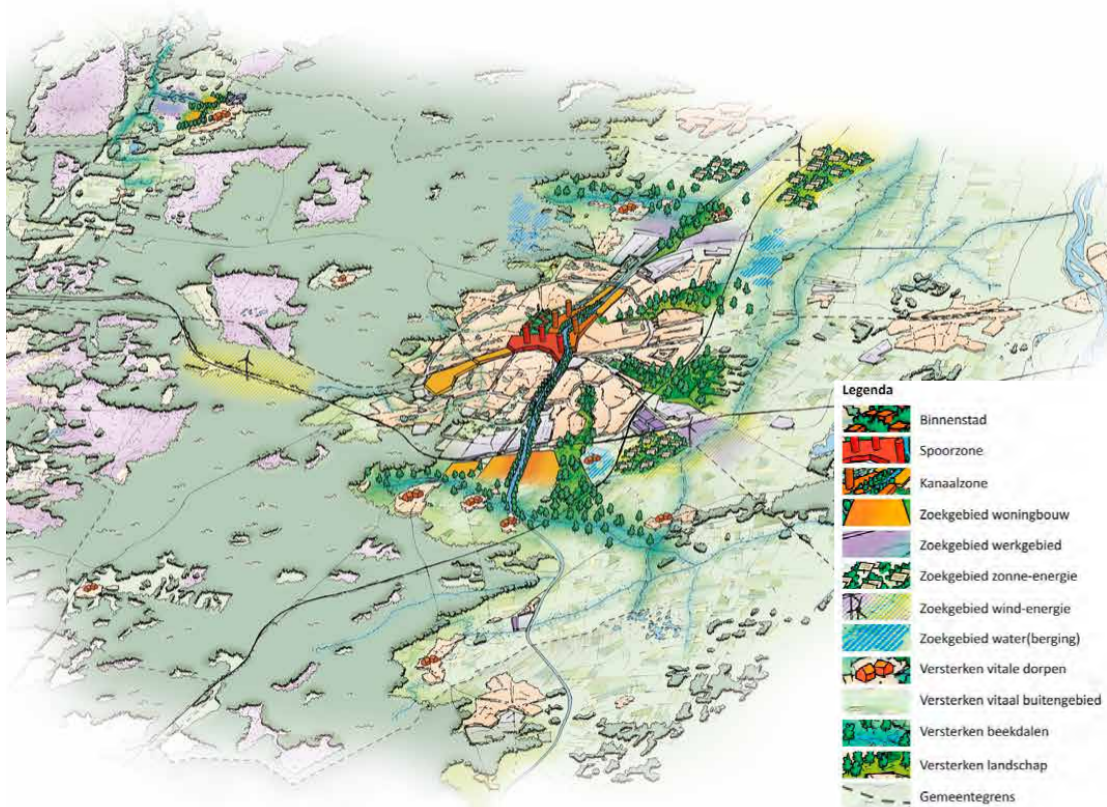 Legenda
Binnenstad
Spoorzone
Kanaalzone
Zoekgebied woningbouw
Zoekgebied werkgebied
Zoekgebied zonne-energie
Zoekgebied wind-energie
Zoekgebied water(berging)
Versterken vitale dorpen
Versterken vitaal buitengebied
Versterken beekdalen
Versterken landschap
Gemeentegrens